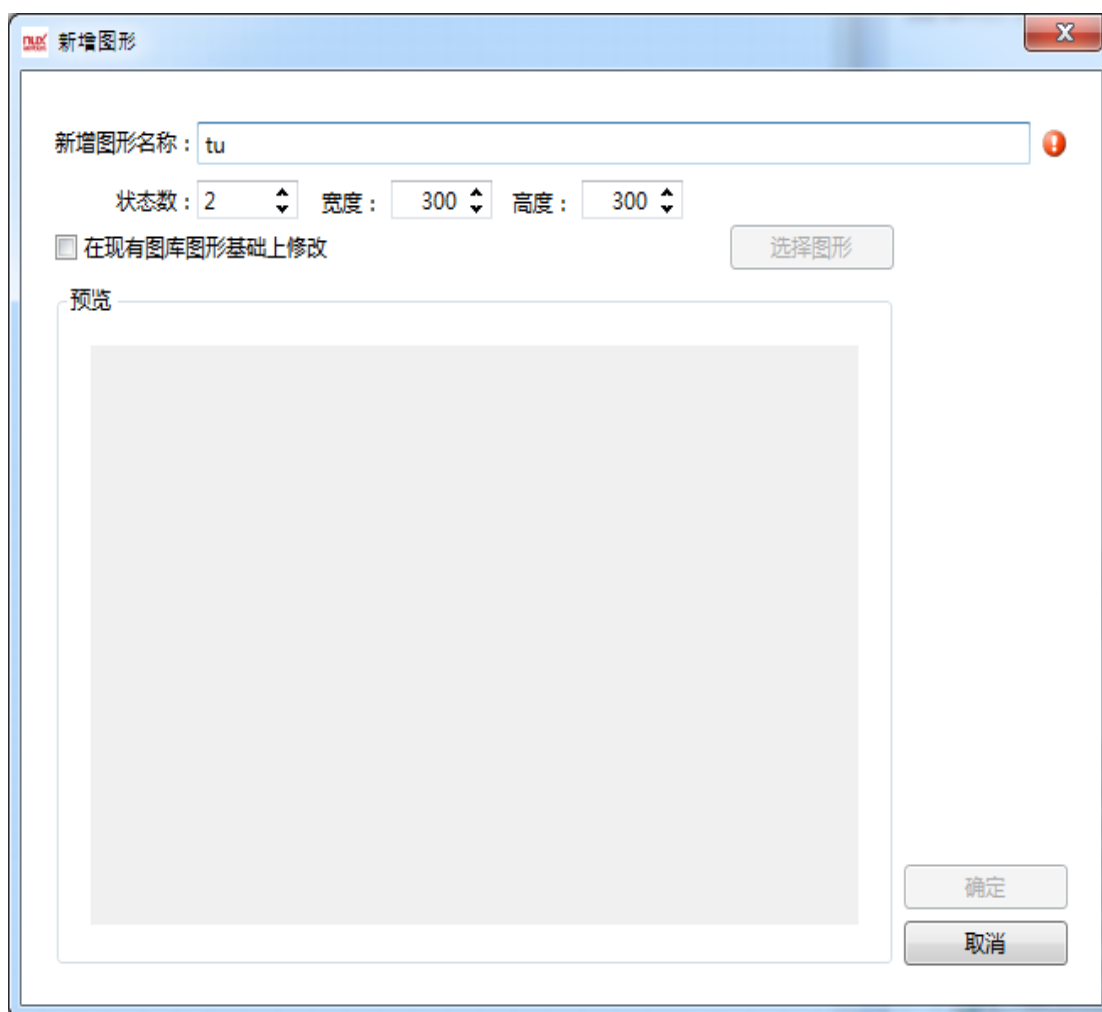 新增图形
新增图形名称：tu
状态数：2 宽度： 300 高度： 300
在现有图库图形基础上修改 选择图形
预览
确定
取消